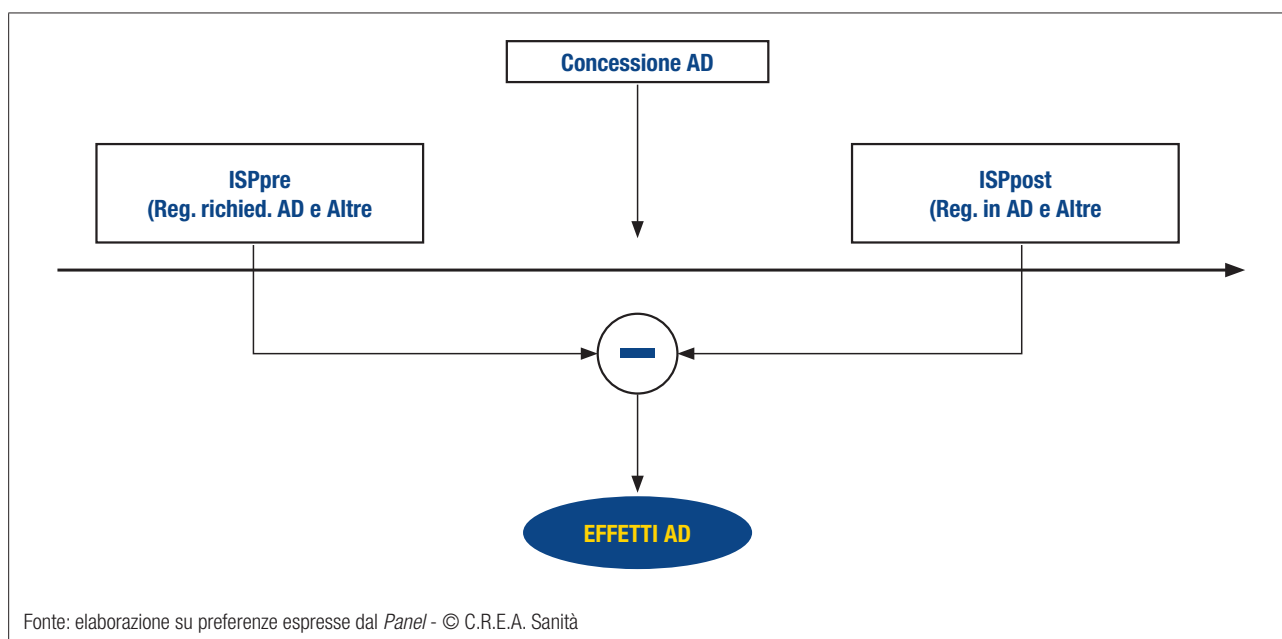 Concessione AD
ISPpre
(Reg. richied. AD e Altre
ISPpost
(Reg. in AD e Altre
EFFETTI AD
Fonte: elaborazione su preferenze espresse dal Panel - © C.R.E.A. Sanità